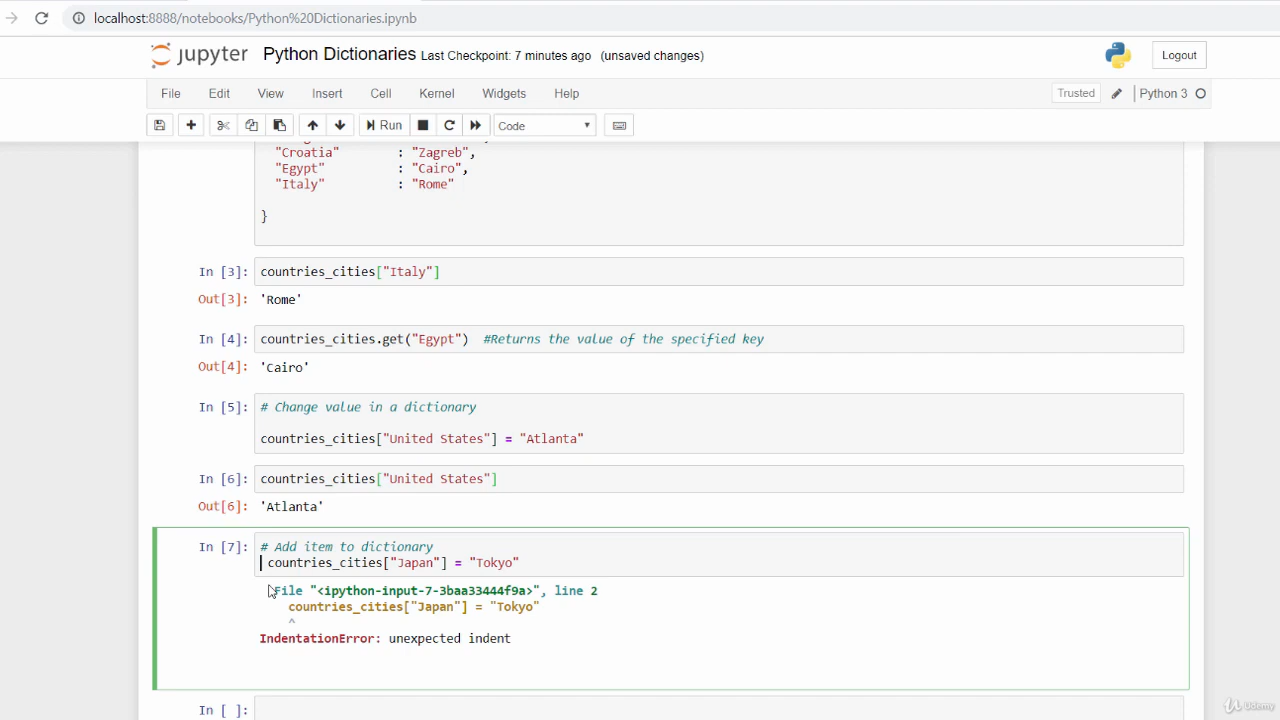 localhost:8888/notebooks/Python%20Dictionaries.ipynb
jupyter Python Dictionaries Last Checkpoint: 7 minutes ago (unsaved changes) Logout
File Edit View Insert Cell Kernel Widgets Help Trusted Python 3
Run Code
"Croatia" : "Zagreb",
"Egypt" : "Cairo",
"Italy" : "Rome"
}
In [3]: countries_cities["Italy"]
Out[3]: 'Rome'
In [4]: countries_cities.get("Egypt") #Returns the value of the specified key
Out[4]: 'Cairo'
In [5]: # Change value in a dictionary
countries_cities["United States"] = "Atlanta"
In [6]: countries_cities["United States"]
Out[6]: 'Atlanta'
In [7]: # Add item to dictionary
countries_cities["Japan"] = "Tokyo"
File "<ipython-input-7-3baa33444f9a>", line 2
countries_cities["Japan"] = "Tokyo"
^
IndentationError: unexpected indent
In [ ]:
Udemy